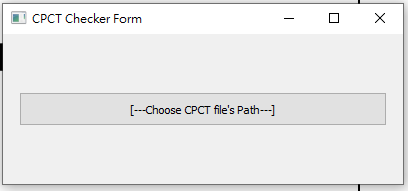 CPCT Checker Form
[---Choose CPCT file's Path---]